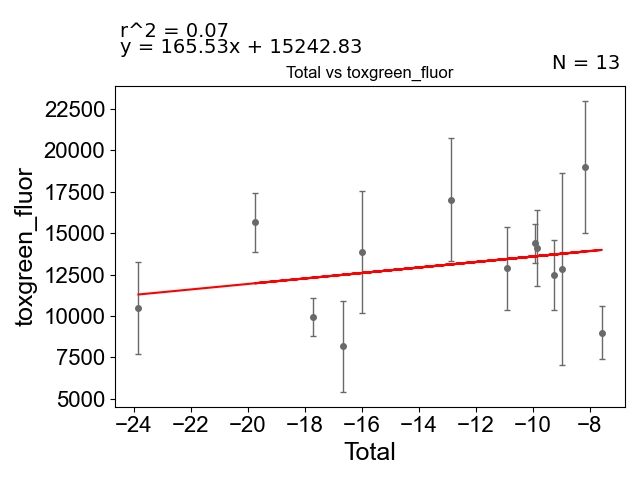 r^2 = 0.07
y = 165.53x + 15242.83
N = 13
Total vs toxgreen_fluor
22500
20000
17500
15000
12500
10000
7500
5000
toxgreen_fluor
−24 −22 −20 −18 −16 −14 −12 −10 −8
Total